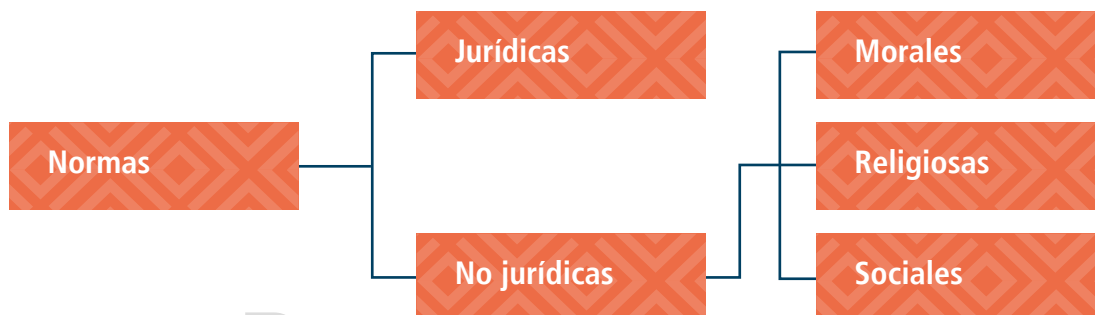 Normas
Jurídicas
No jurídicas
Morales
Religiosas
Sociales